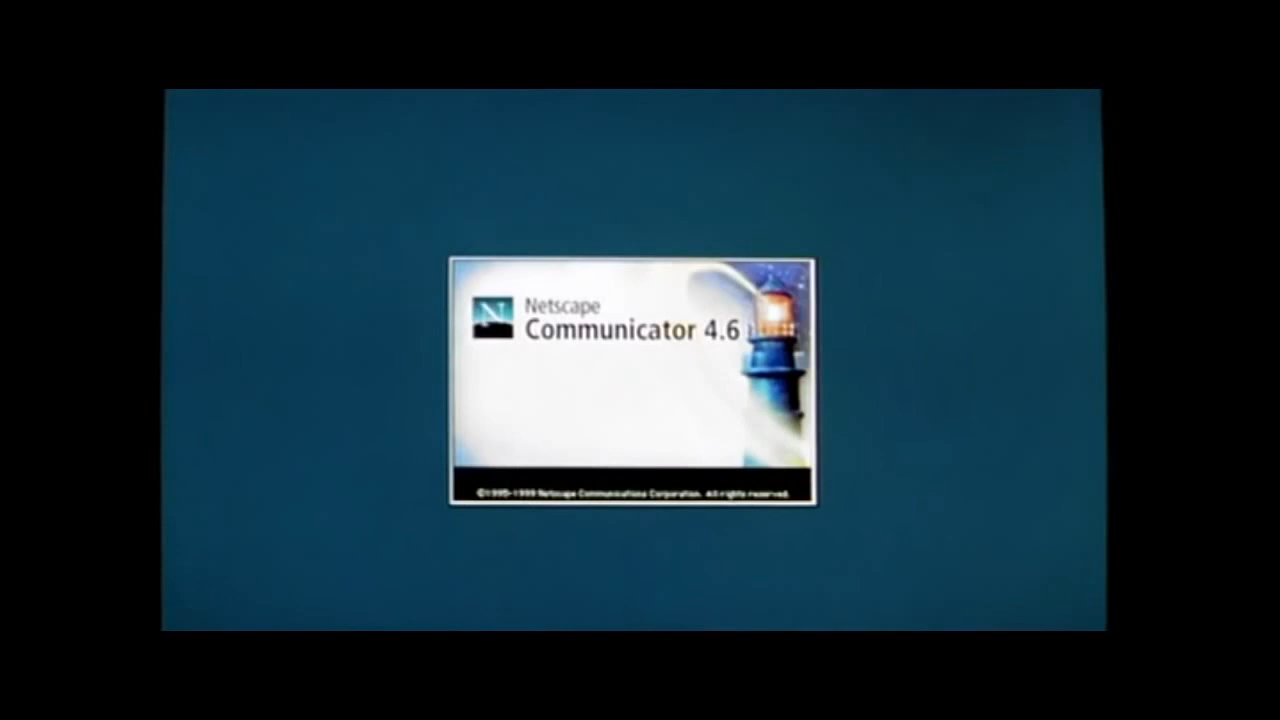 N
Netscape
Communicator 4.6
©1995-1999 Netscape Communications Corporation. All rights reserved.